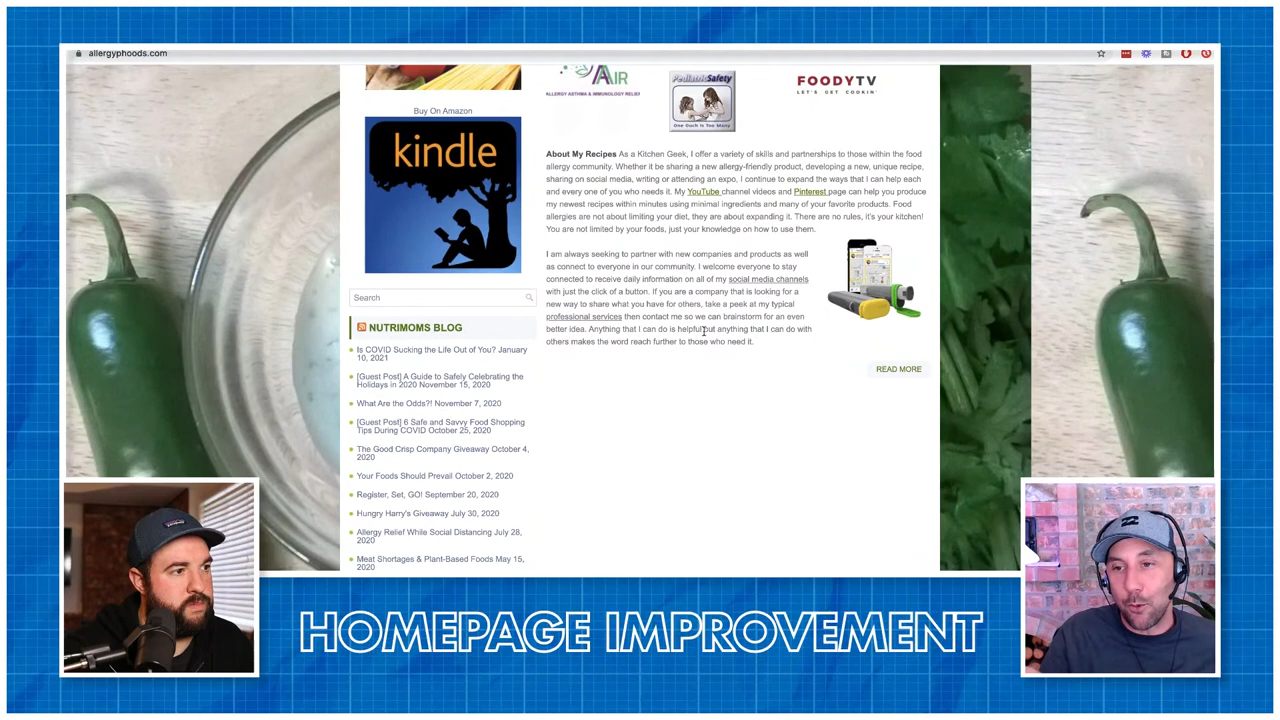 allergyphoods.com
AIR
ALLERGY ASTHMA & IMMUNOLOGY RELIEF
PediatricSafety
One Ouch is Too Many
FOODYTV
LET'S GET COOKIN'
Buy On Amazon
kindle
Search
NUTRIMOMS BLOG
Is COVID Sucking the Life Out of You? January
10, 2021
[Guest Post] A Guide to Safely Celebrating the
Holidays in 2020 November 15, 2020
What Are the Odds?! November 7, 2020
[Guest Post] 6 Safe and Savvy Food Shopping
Tips During COVID October 25, 2020
The Good Crisp Company Giveaway October 4,
2020
Your Foods Should Prevail October 2, 2020
Register, Set, GO! September 20, 2020
Hungry Harry's Giveaway July 30, 2020
Allergy Relief While Social Distancing July 28,
2020
Meat Shortages & Plant-Based Foods May 15,
2020
About My Recipes As a Kitchen Geek, I offer a variety of skills and partnerships to those within the food
allergy community. Whether it be sharing a new allergy-friendly product, developing a new, unique recipe,
sharing on social media, writing or attending an expo, I continue to expand the ways that I can help each
and every one of you who needs it. My YouTube channel videos and Pinterest page can help you produce
my newest recipes within minutes using minimal ingredients and many of your favorite products. Food
allergies are not about limiting your diet, they are about expanding it. There are no rules, it's your kitchen!
You are not limited by your foods, just your knowledge on how to use them.
I am always seeking to partner with new companies and products as well
as connect to everyone in our community. I welcome everyone to stay
connected to receive daily information on all of my social media channels
with just the click of a button. If you are a company that is looking for a
new way to share what you have for others, take a peek at my typical
professional services then contact me so we can brainstorm for an even
better idea. Anything that I can do is helpful but anything that I can do with
others makes the word reach further to those who need it.
READ MORE
HOMEPAGE IMPROVEMENT